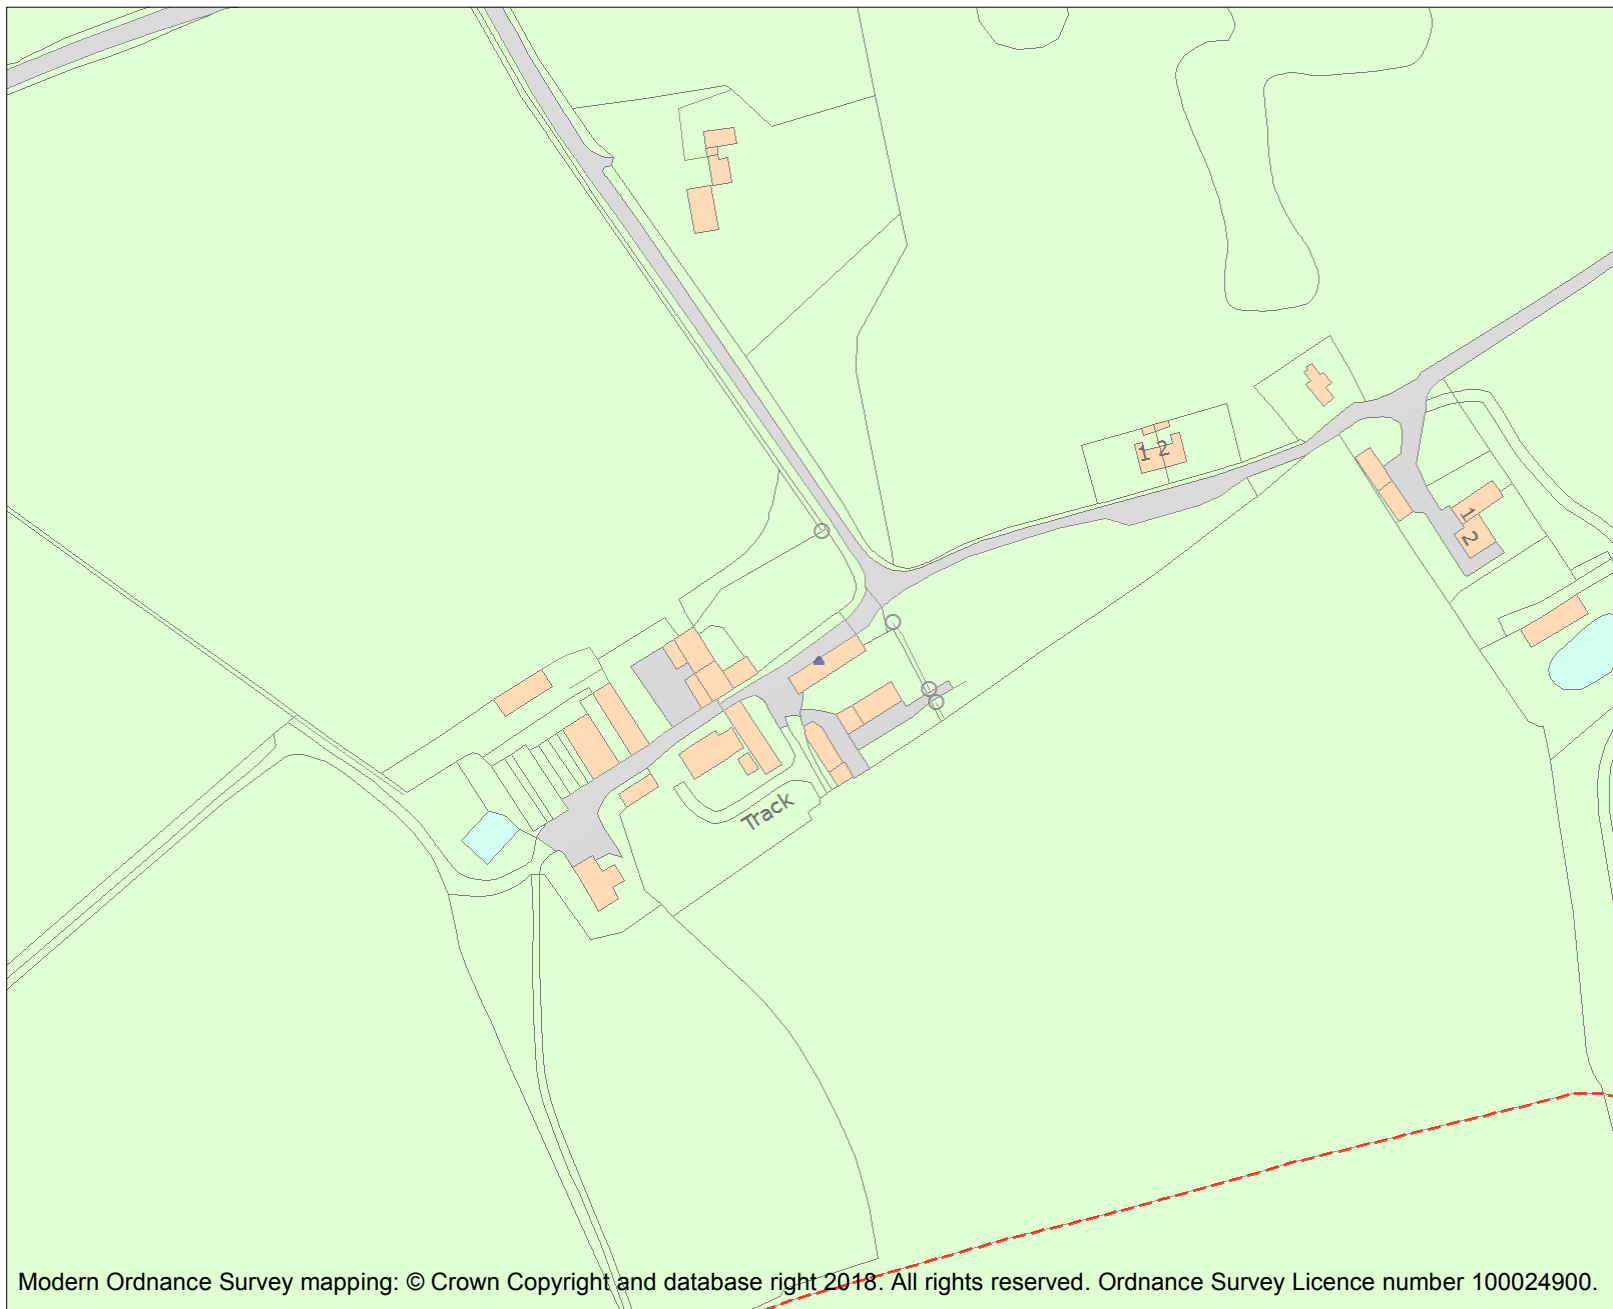 1 2
1
2
Track
Modern Ordnance Survey mapping: © Crown Copyright and database right 2018. All rights reserved. Ordnance Survey Licence number 100024900.